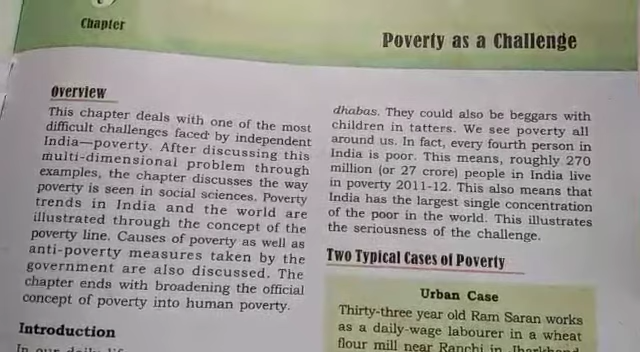 Chapter
Poverty as a Challenge
Overview
This chapter deals with one of the most
difficult challenges faced by independent
India—poverty. After discussing this
multi-dimensional problem through
examples, the chapter discusses the way
poverty is seen in social sciences. Poverty
trends in India and the world are
illustrated through the concept of the
poverty line. Causes of poverty as well as
anti-poverty measures taken by the
government are also discussed. The
chapter ends with broadening the official
concept of poverty into human poverty.
Introduction
In our daily
dhabas. They could also be beggars with
children in tatters. We see poverty all
around us. In fact, every fourth person in
India is poor. This means, roughly 270
million (or 27 crore) people in India live
in poverty 2011-12. This also means that
India has the largest single concentration
of the poor in the world. This illustrates
the seriousness of the challenge.
Two Typical Cases of Poverty
Urban Case
Thirty-three year old Ram Saran works
as a daily-wage labourer in a wheat
flour mill near Ranchi in Jharkhand